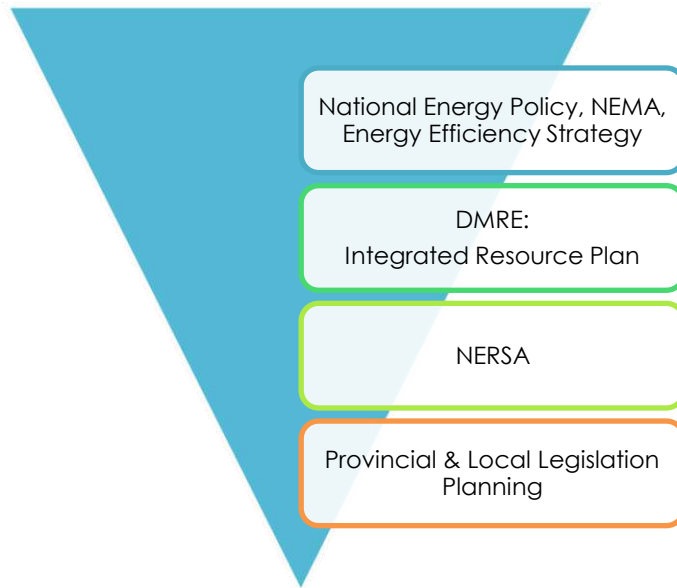 National Energy Policy, NEMA,
Energy Efficiency Strategy
DMRE:
Integrated Resource Plan
NERSA
Provincial & Local Legislation
Planning